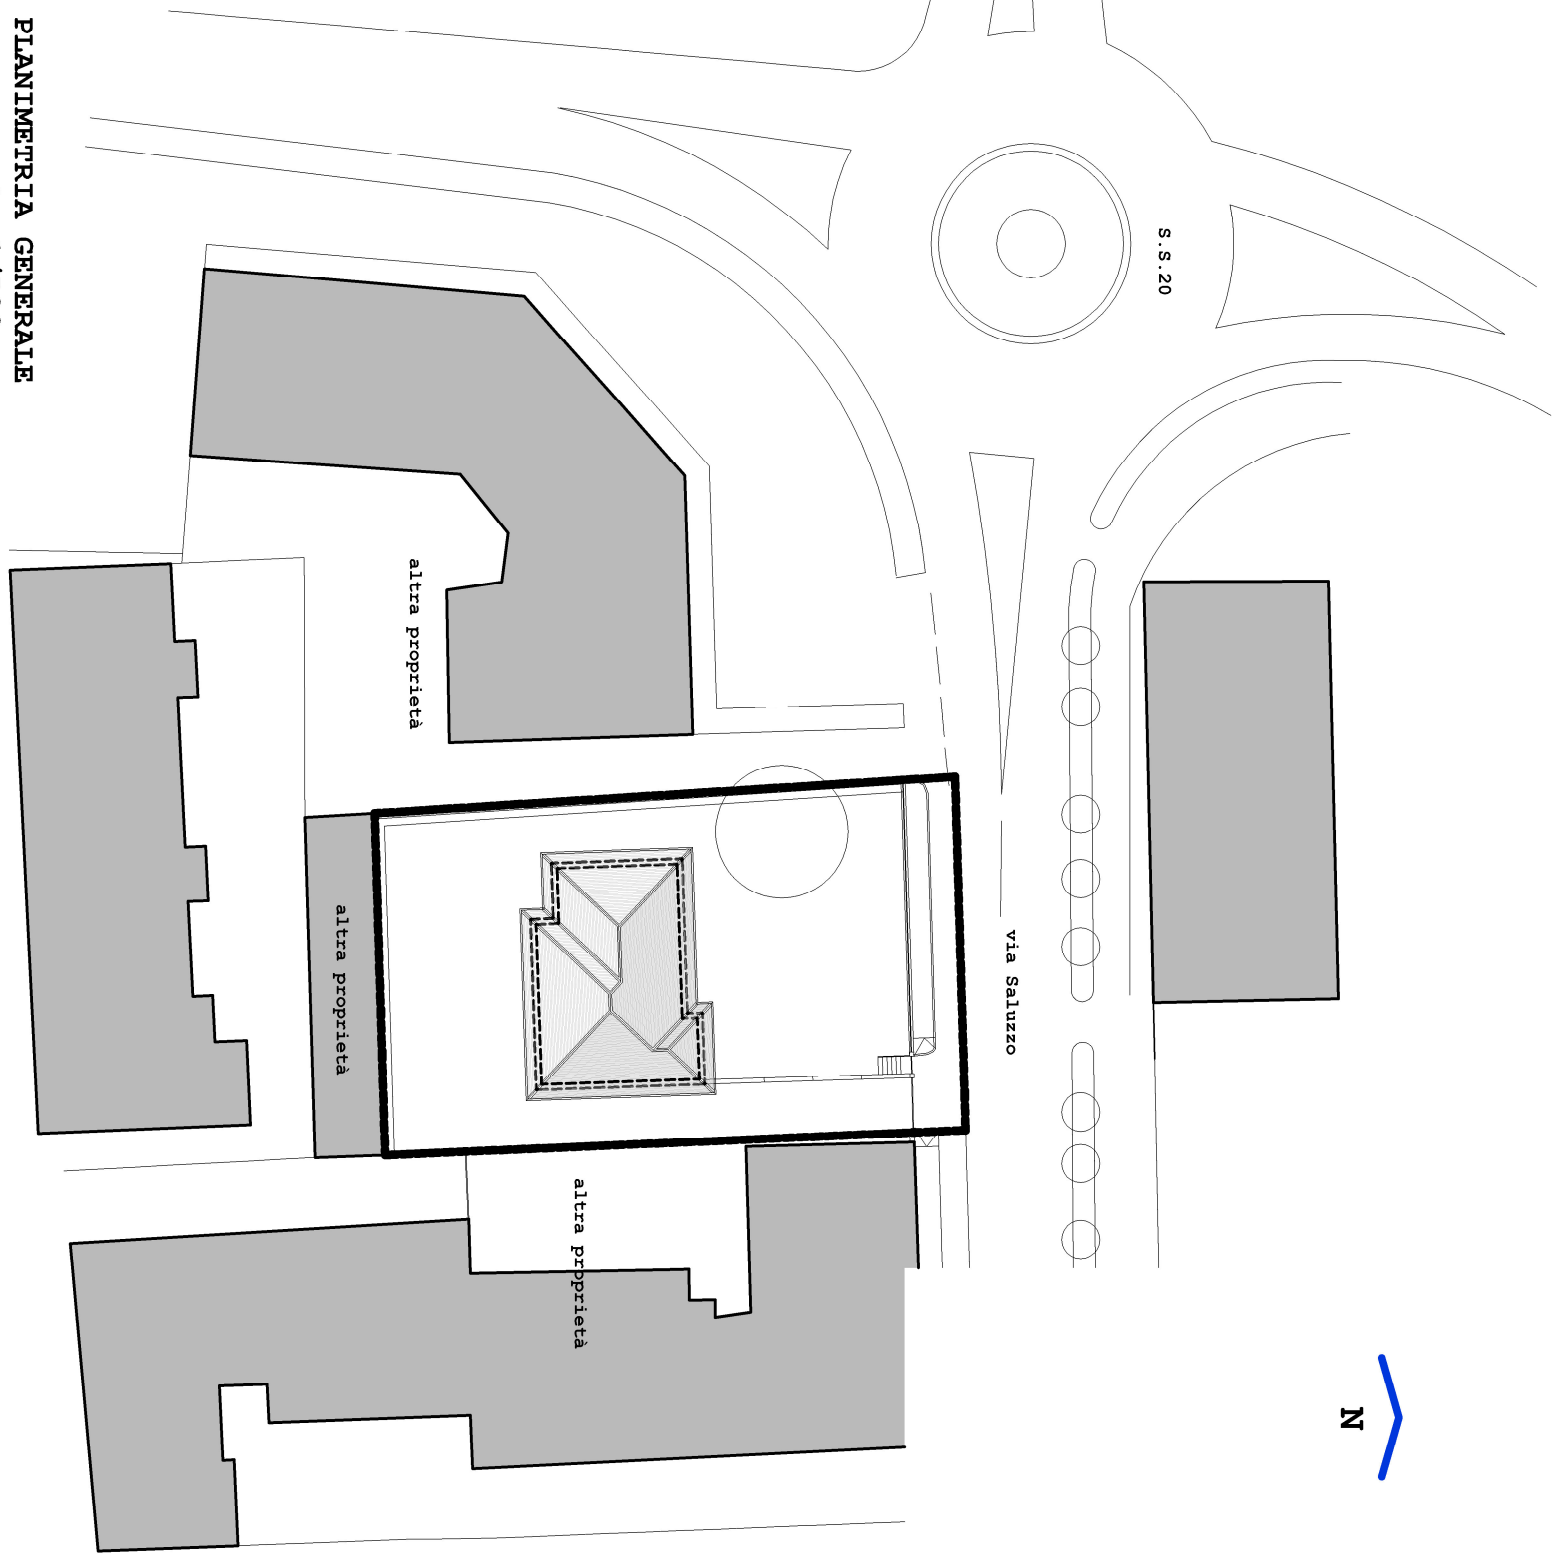 PLANIMETRIA GENERALE
s.s.20
altra proprietà
altra proprietà
via Saluzzo
altra proprietà
N